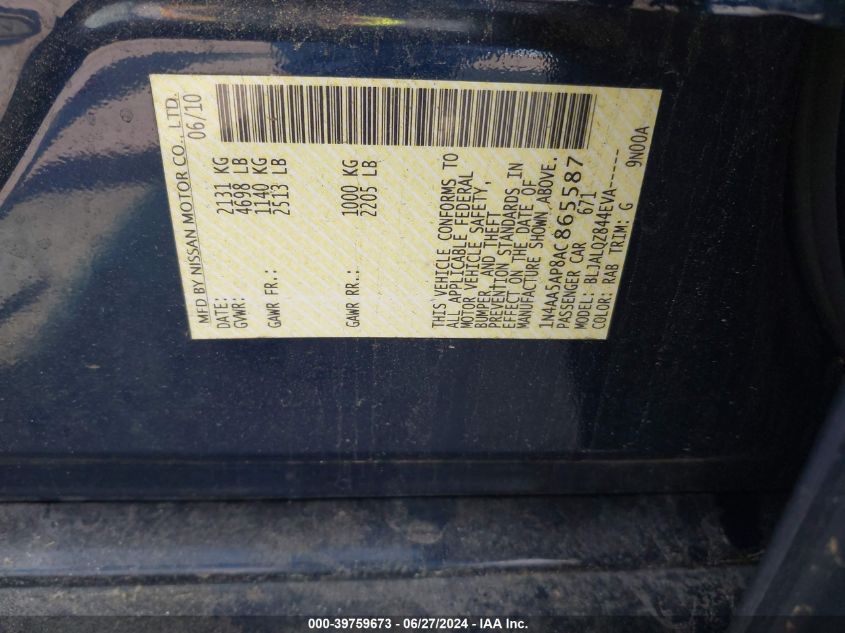 MFD BY NISSAN MOTOR CO., LTD.
DATE: 06/10
GVWR: 2131 KG
4698 LB
GAWR FR.: 1140 KG
2513 LB
GAWR RR.: 1000 KG
2205 LB
THIS VEHICLE CONFORMS TO
ALL APPLICABLE FEDERAL
MOTOR VEHICLE SAFETY,
BUMPER, AND THEFT
PREVENTION STANDARDS IN
EFFECT ON THE DATE OF
MANUFACTURE SHOWN ABOVE.
1N4AA5AP8AC865587
PASSENGER CAR 671
MODEL: BLJALQZ844EVA-----
COLOR: RAB TRIM: G 9N00A
000-39759673 / 06/27/2024 - IAA Inc.